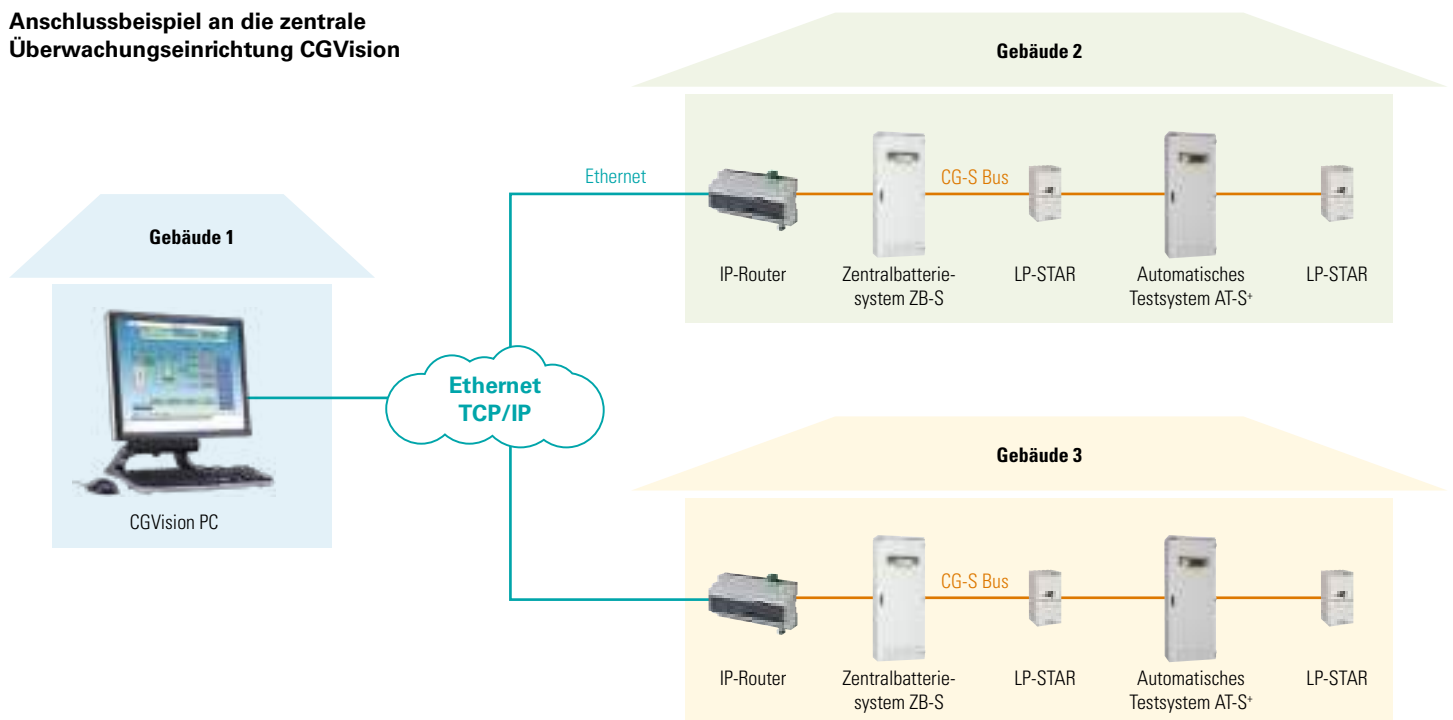 Anschlussbeispiel an die zentrale
Überwachungseinrichtung CGVision
Gebäude 2
Ethernet
CG-S Bus
IP-Router
Zentralbatterie-
system ZB-S
LP-STAR
Automatisches
Testsystem AT-S⁺
LP-STAR
Gebäude 1
CGVision PC
Ethernet
TCP/IP
Gebäude 3
CG-S Bus
IP-Router
Zentralbatterie-
system ZB-S
LP-STAR
Automatisches
Testsystem AT-S⁺
LP-STAR